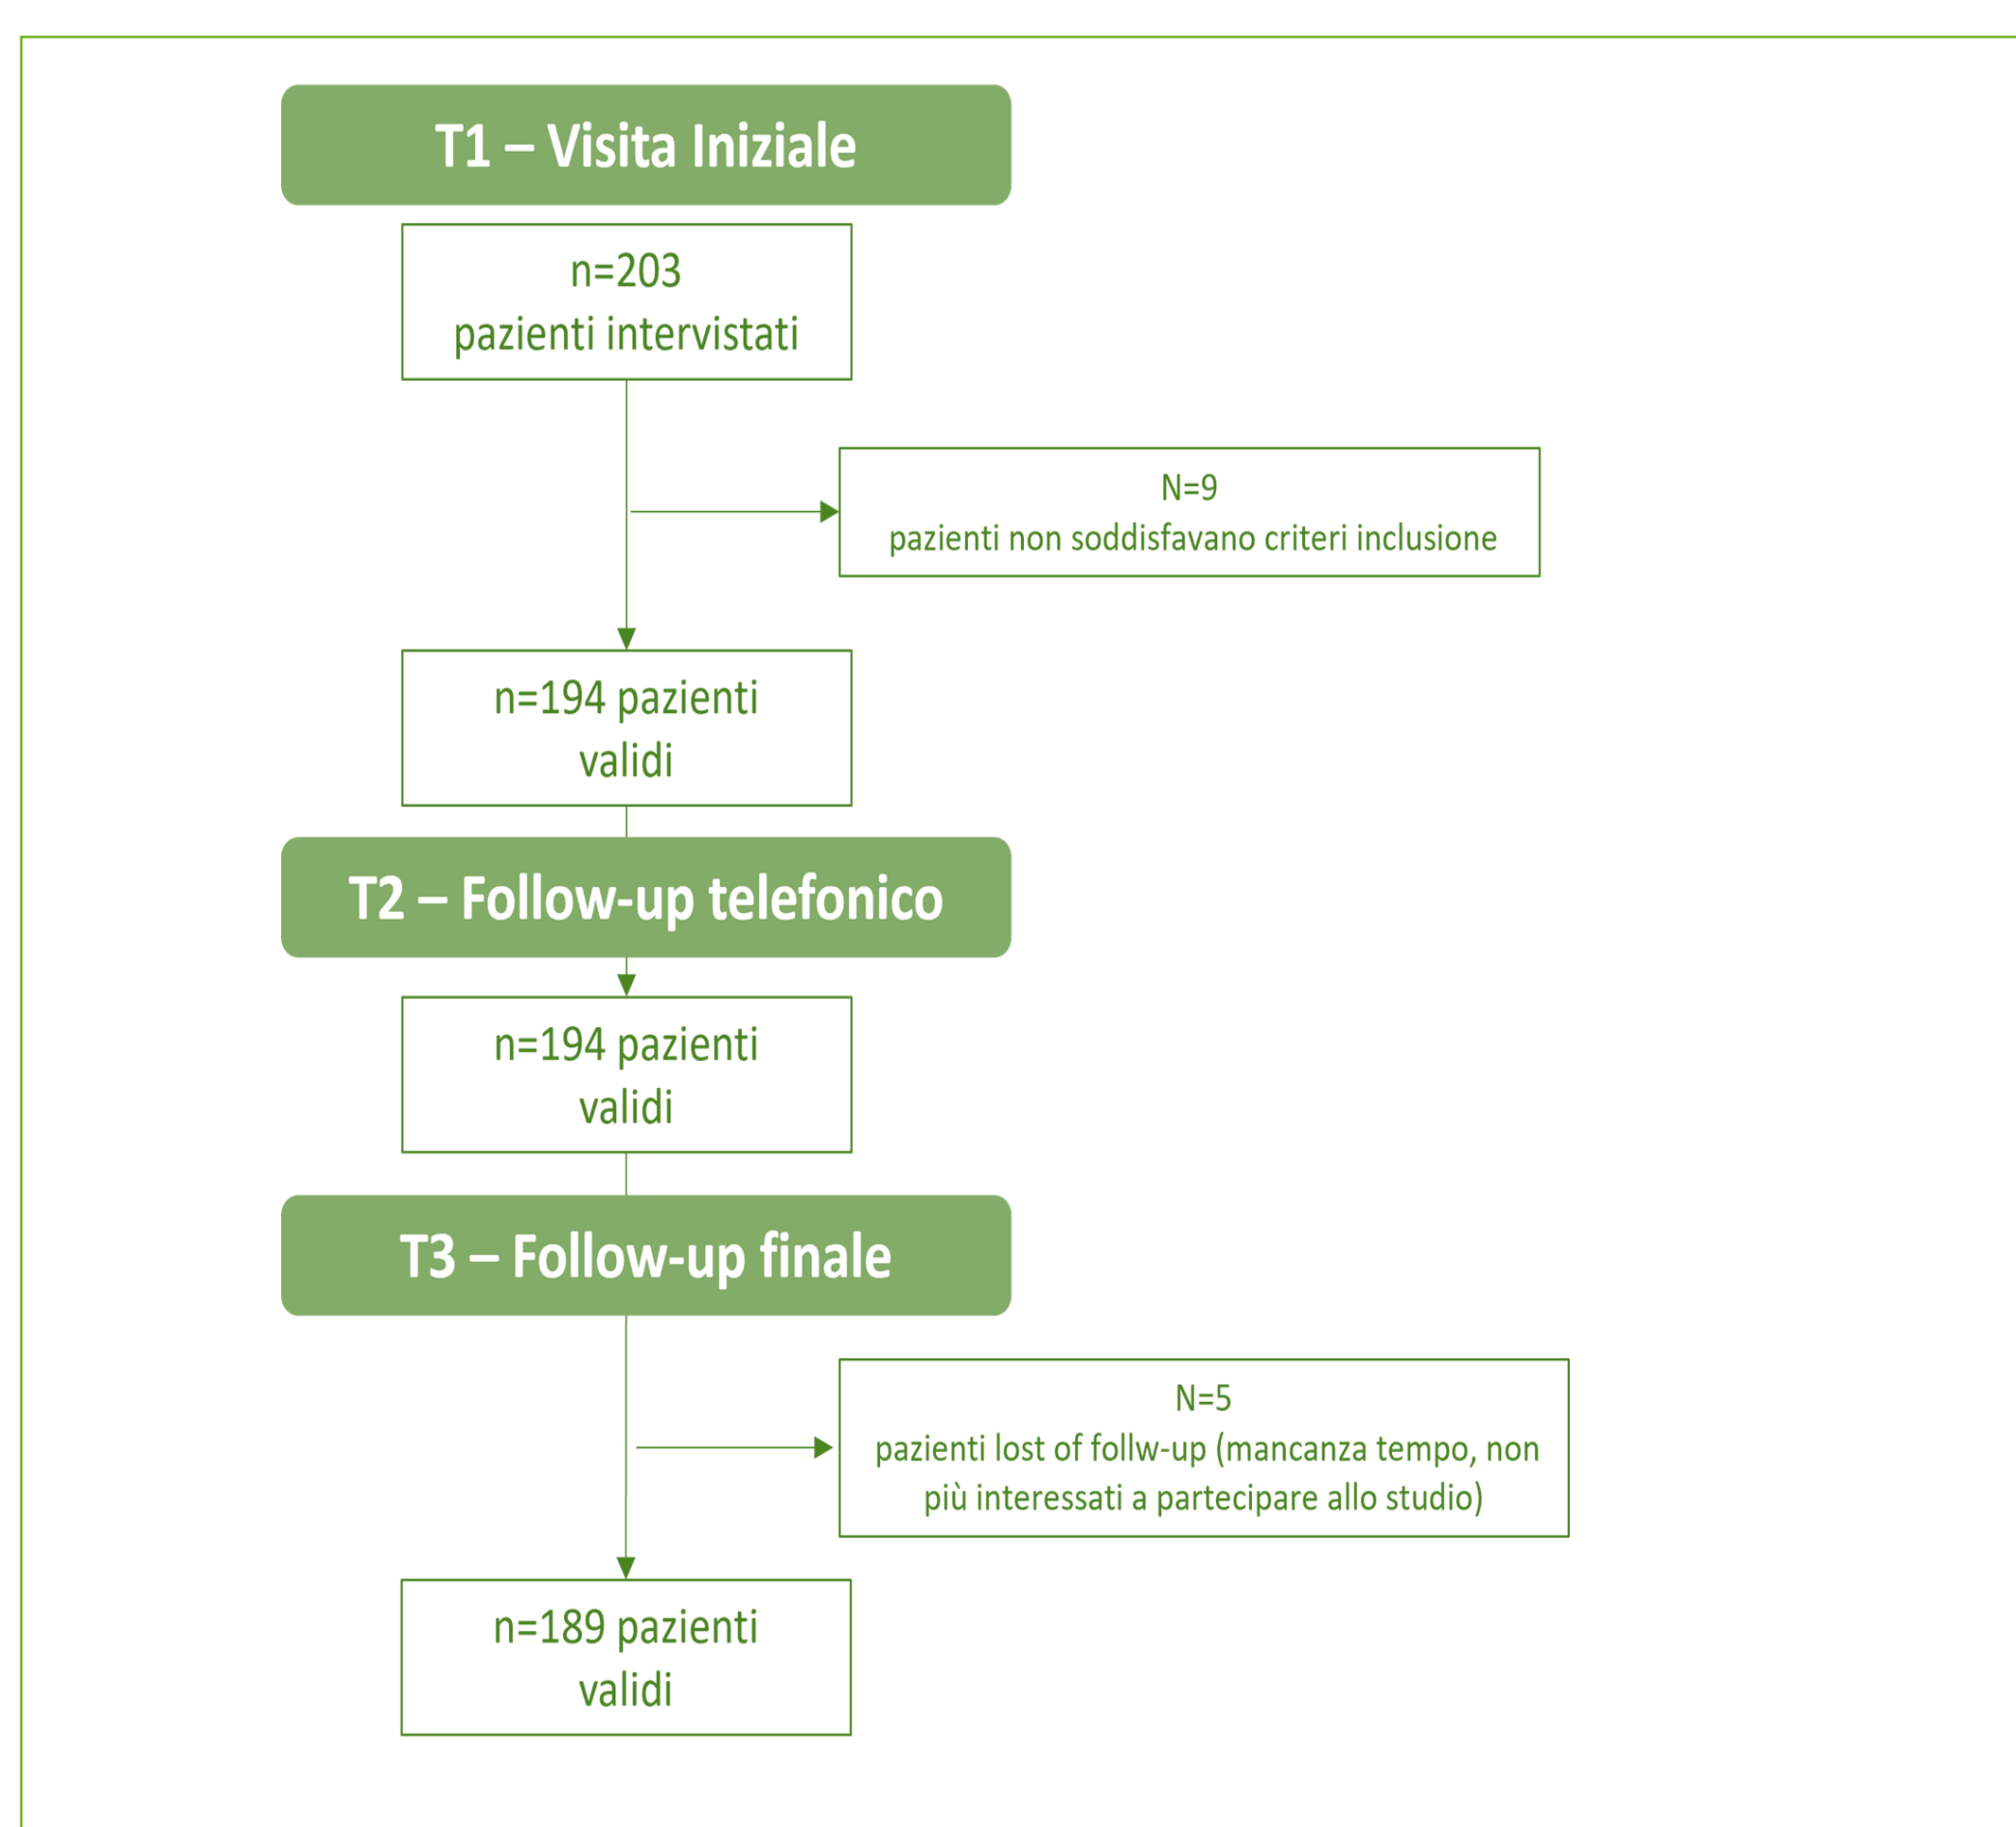 T1 – Visita Iniziale
n=203
pazienti intervistati
N=9
pazienti non soddisfavano criteri inclusione
n=194 pazienti
validi
T2 – Follow-up telefonico
n=194 pazienti
validi
T3 – Follow-up finale
N=5
pazienti lost of follw-up (mancanza tempo, non
più interessati a partecipare allo studio)
n=189 pazienti
validi